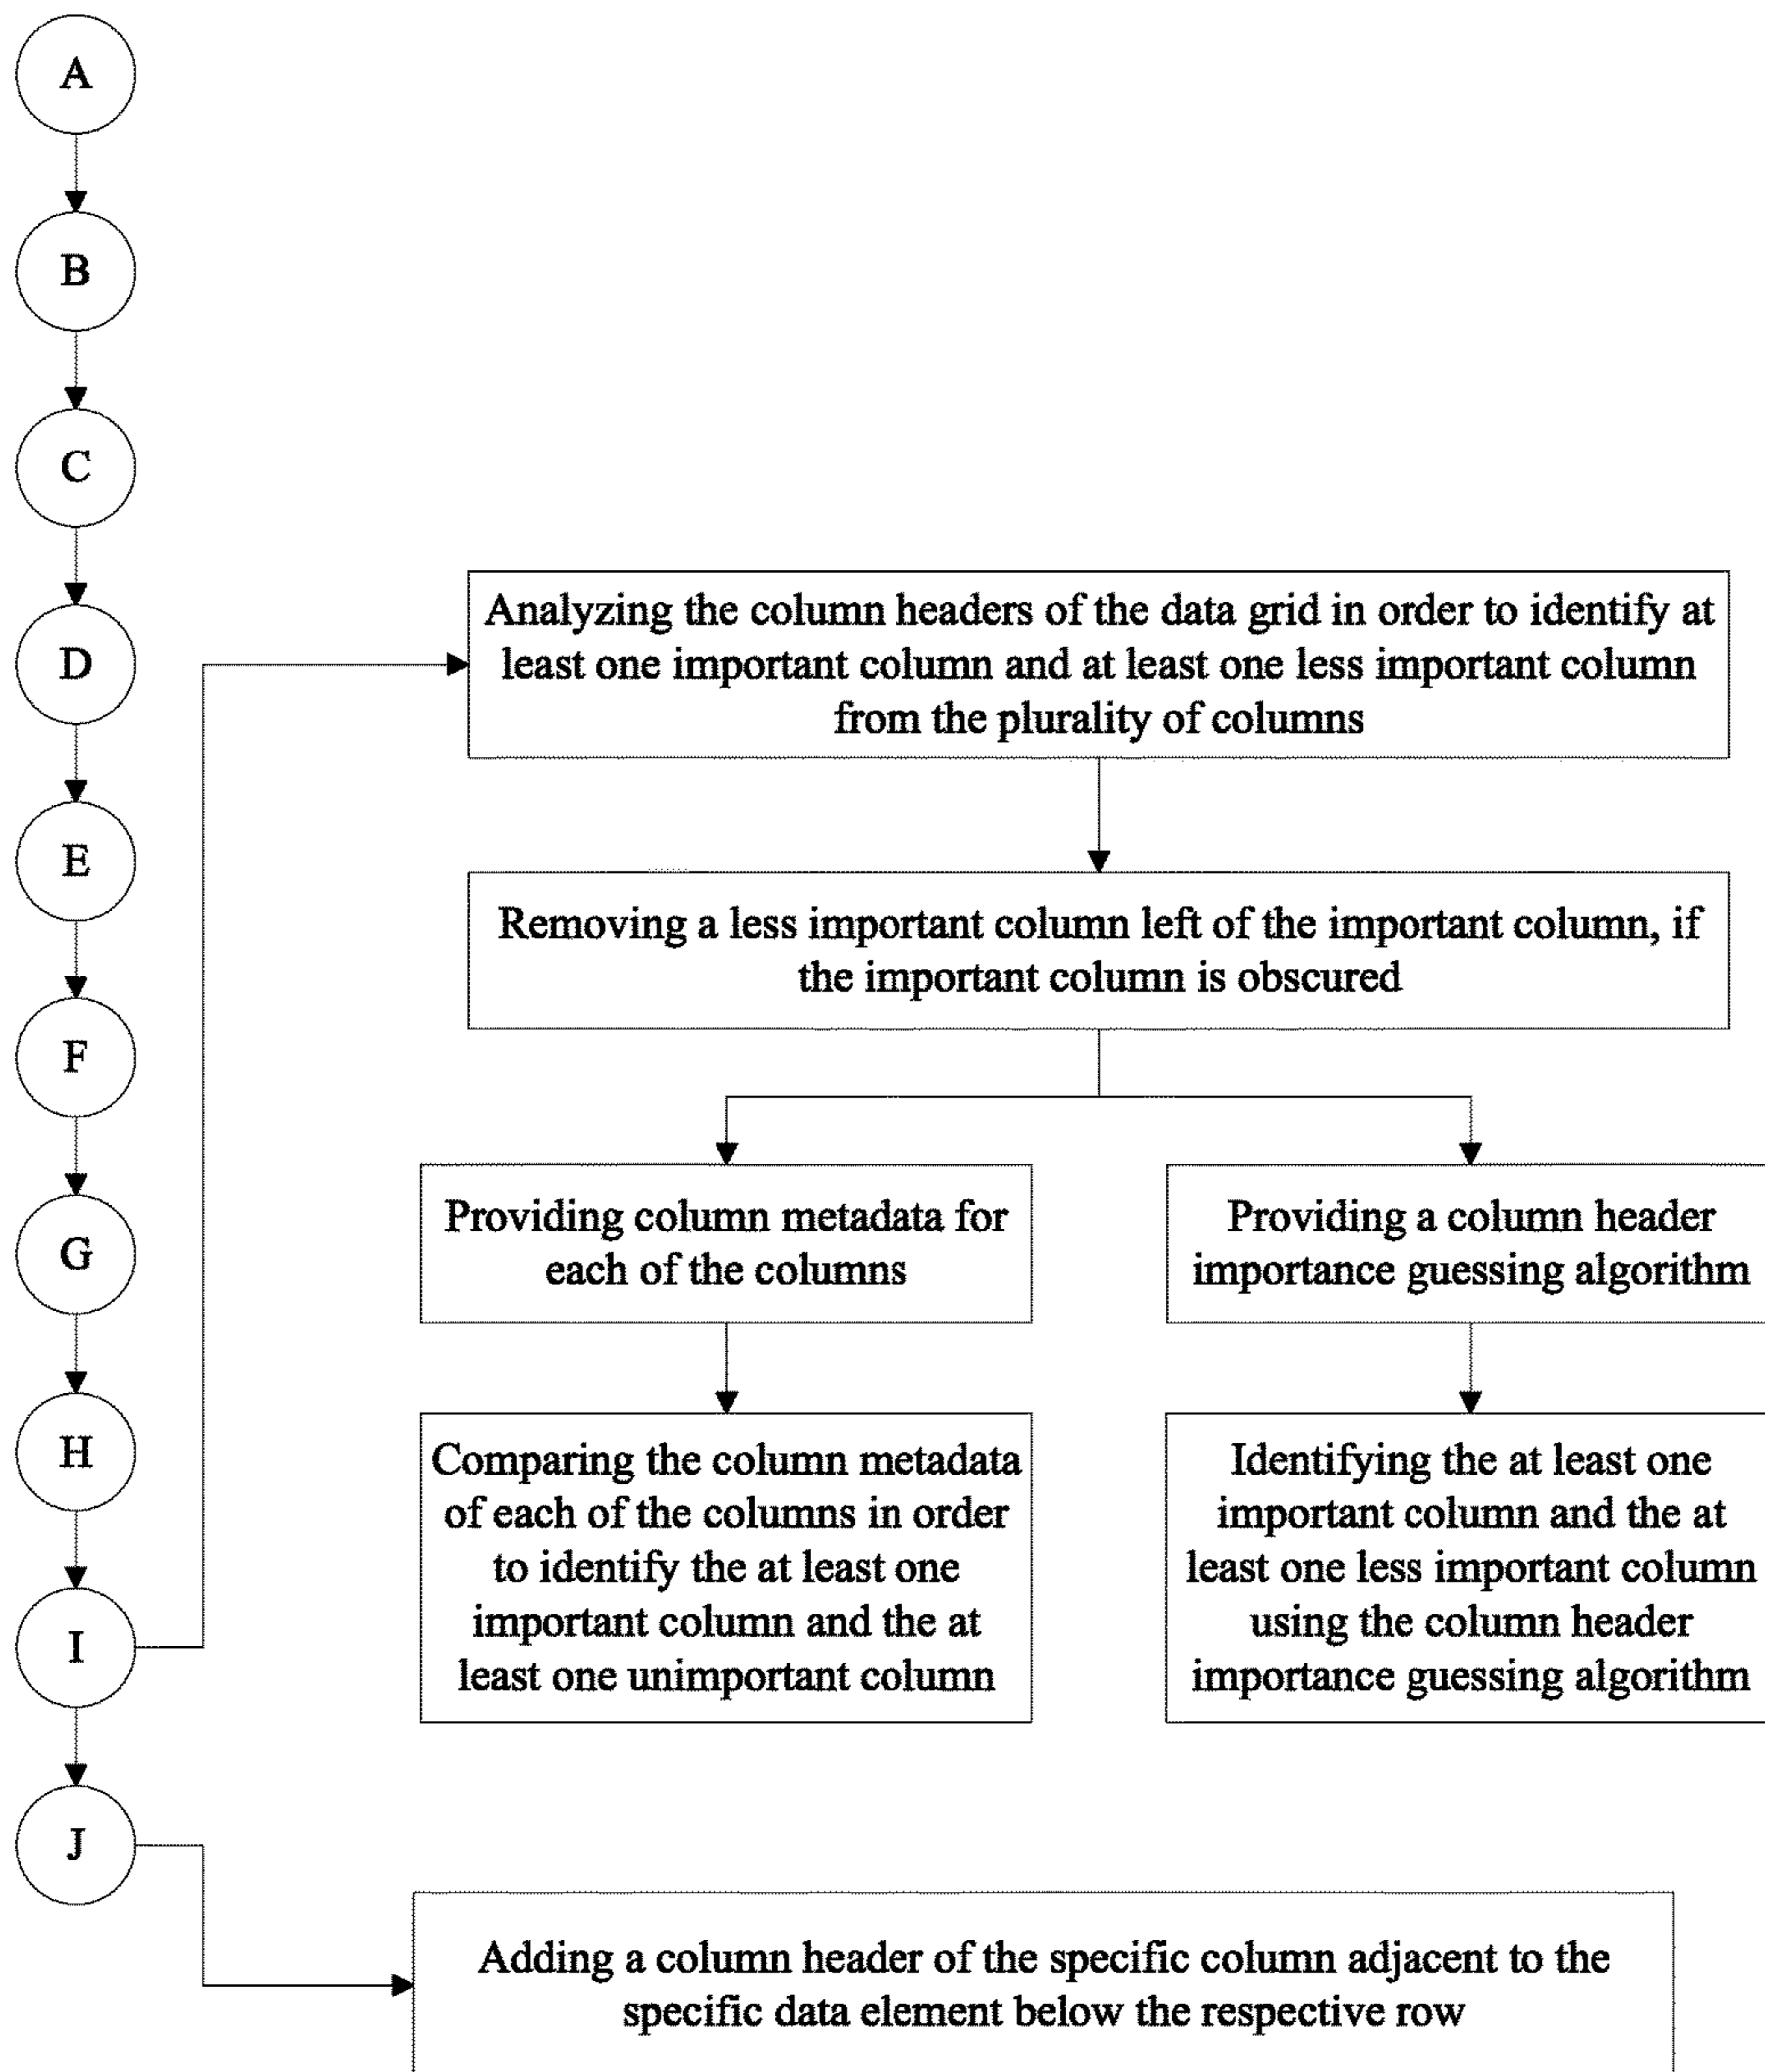 A
B
C
D
E
F
G
H
I
J
Analyzing the column headers of the data grid in order to identify at
least one important column and at least one less important column
from the plurality of columns
Removing a less important column left of the important column, if
the important column is obscured
Providing column metadata for
each of the columns
Providing a column header
importance guessing algorithm
Comparing the column metadata
of each of the columns in order
to identify the at least one
important column and the at
least one unimportant column
Identifying the at least one
important column and the at
least one less important column
using the column header
importance guessing algorithm
Adding a column header of the specific column adjacent to the
specific data element below the respective row